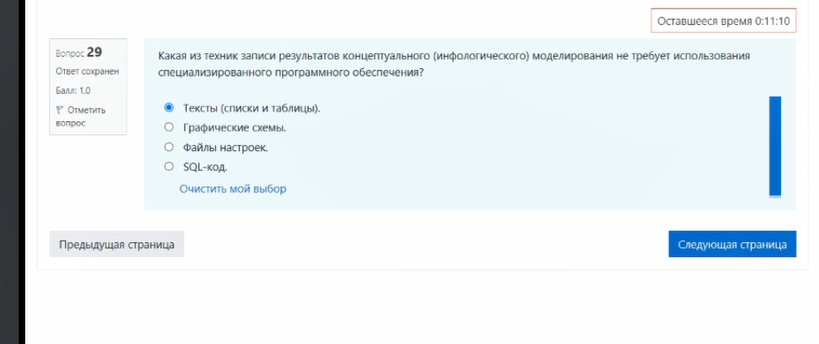 Оставшееся время 0:11:10
Вопрос 29
Ответ сохранен
Балл: 1,0
Отметить
вопрос
Какая из техник записи результатов концептуального (инфологического) моделирования не требует использования
специализированного программного обеспечения?
Тексты (списки и таблицы).
Графические схемы.
Файлы настроек.
SQL-код.
Очистить мой выбор
Предыдущая страница
Следующая страница